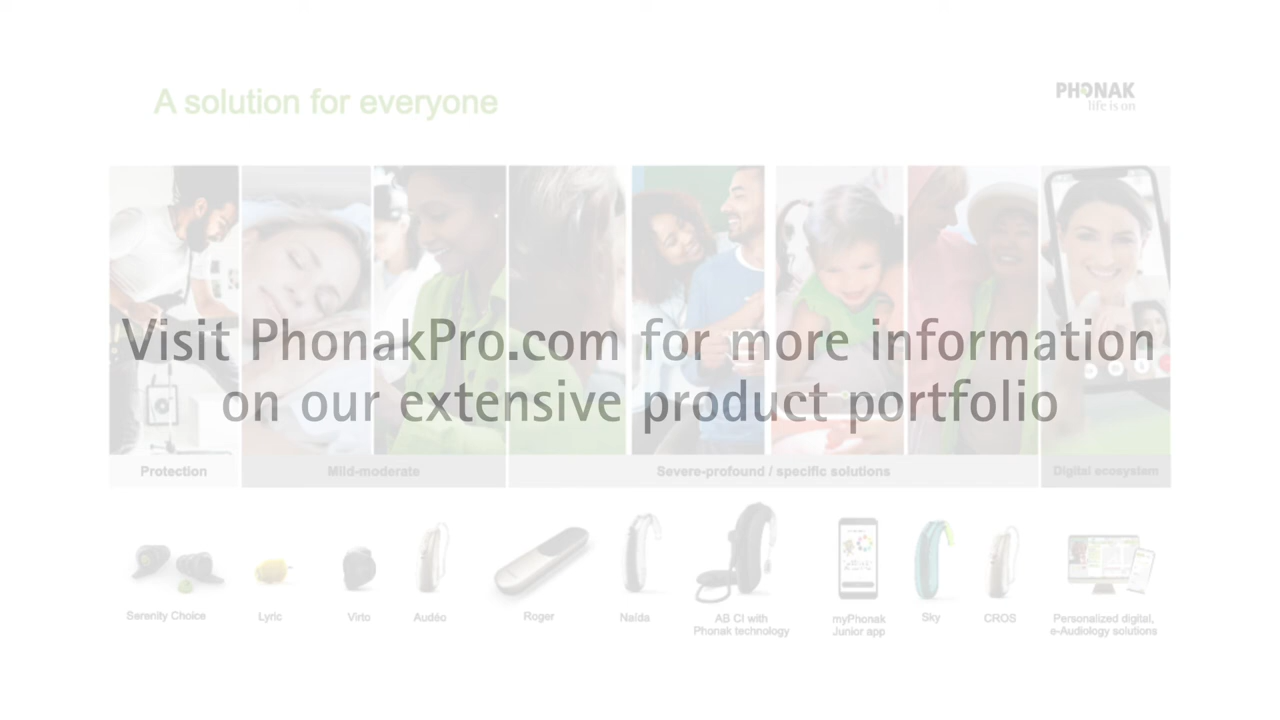 A solution for everyone
PHONAK
life is on
Visit PhonakPro.com for more information
on our extensive product portfolio
Protection
Mild-moderate
Severe-profound / specific solutions
Digital ecosystem
Serenity Choice
Lyric
Virto
Audéo
Roger
Naída
AB CI with
Phonak technology
myPhonak
Junior app
Sky
CROS
Personalized digital,
e-Audiology solutions